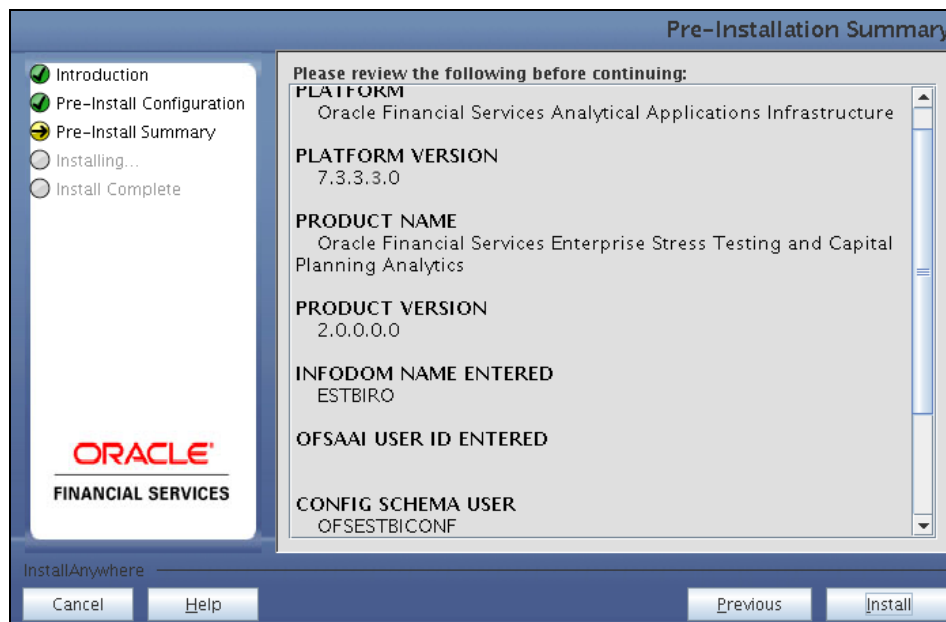 Pre-Installation Summary
Introduction
Pre-Install Configuration
Pre-Install Summary
Installing...
Install Complete
ORACLE
FINANCIAL SERVICES
Please review the following before continuing:
PLATFORM
Oracle Financial Services Analytical Applications Infrastructure
PLATFORM VERSION
7.3.3.3.0
PRODUCT NAME
Oracle Financial Services Enterprise Stress Testing and Capital
Planning Analytics
PRODUCT VERSION
2.0.0.0.0
INFODOM NAME ENTERED
ESTBIRO
OFSAAI USER ID ENTERED
CONFIG SCHEMA USER
OFSESTBICONF
InstallAnywhere
Cancel
Help
Previous
Install